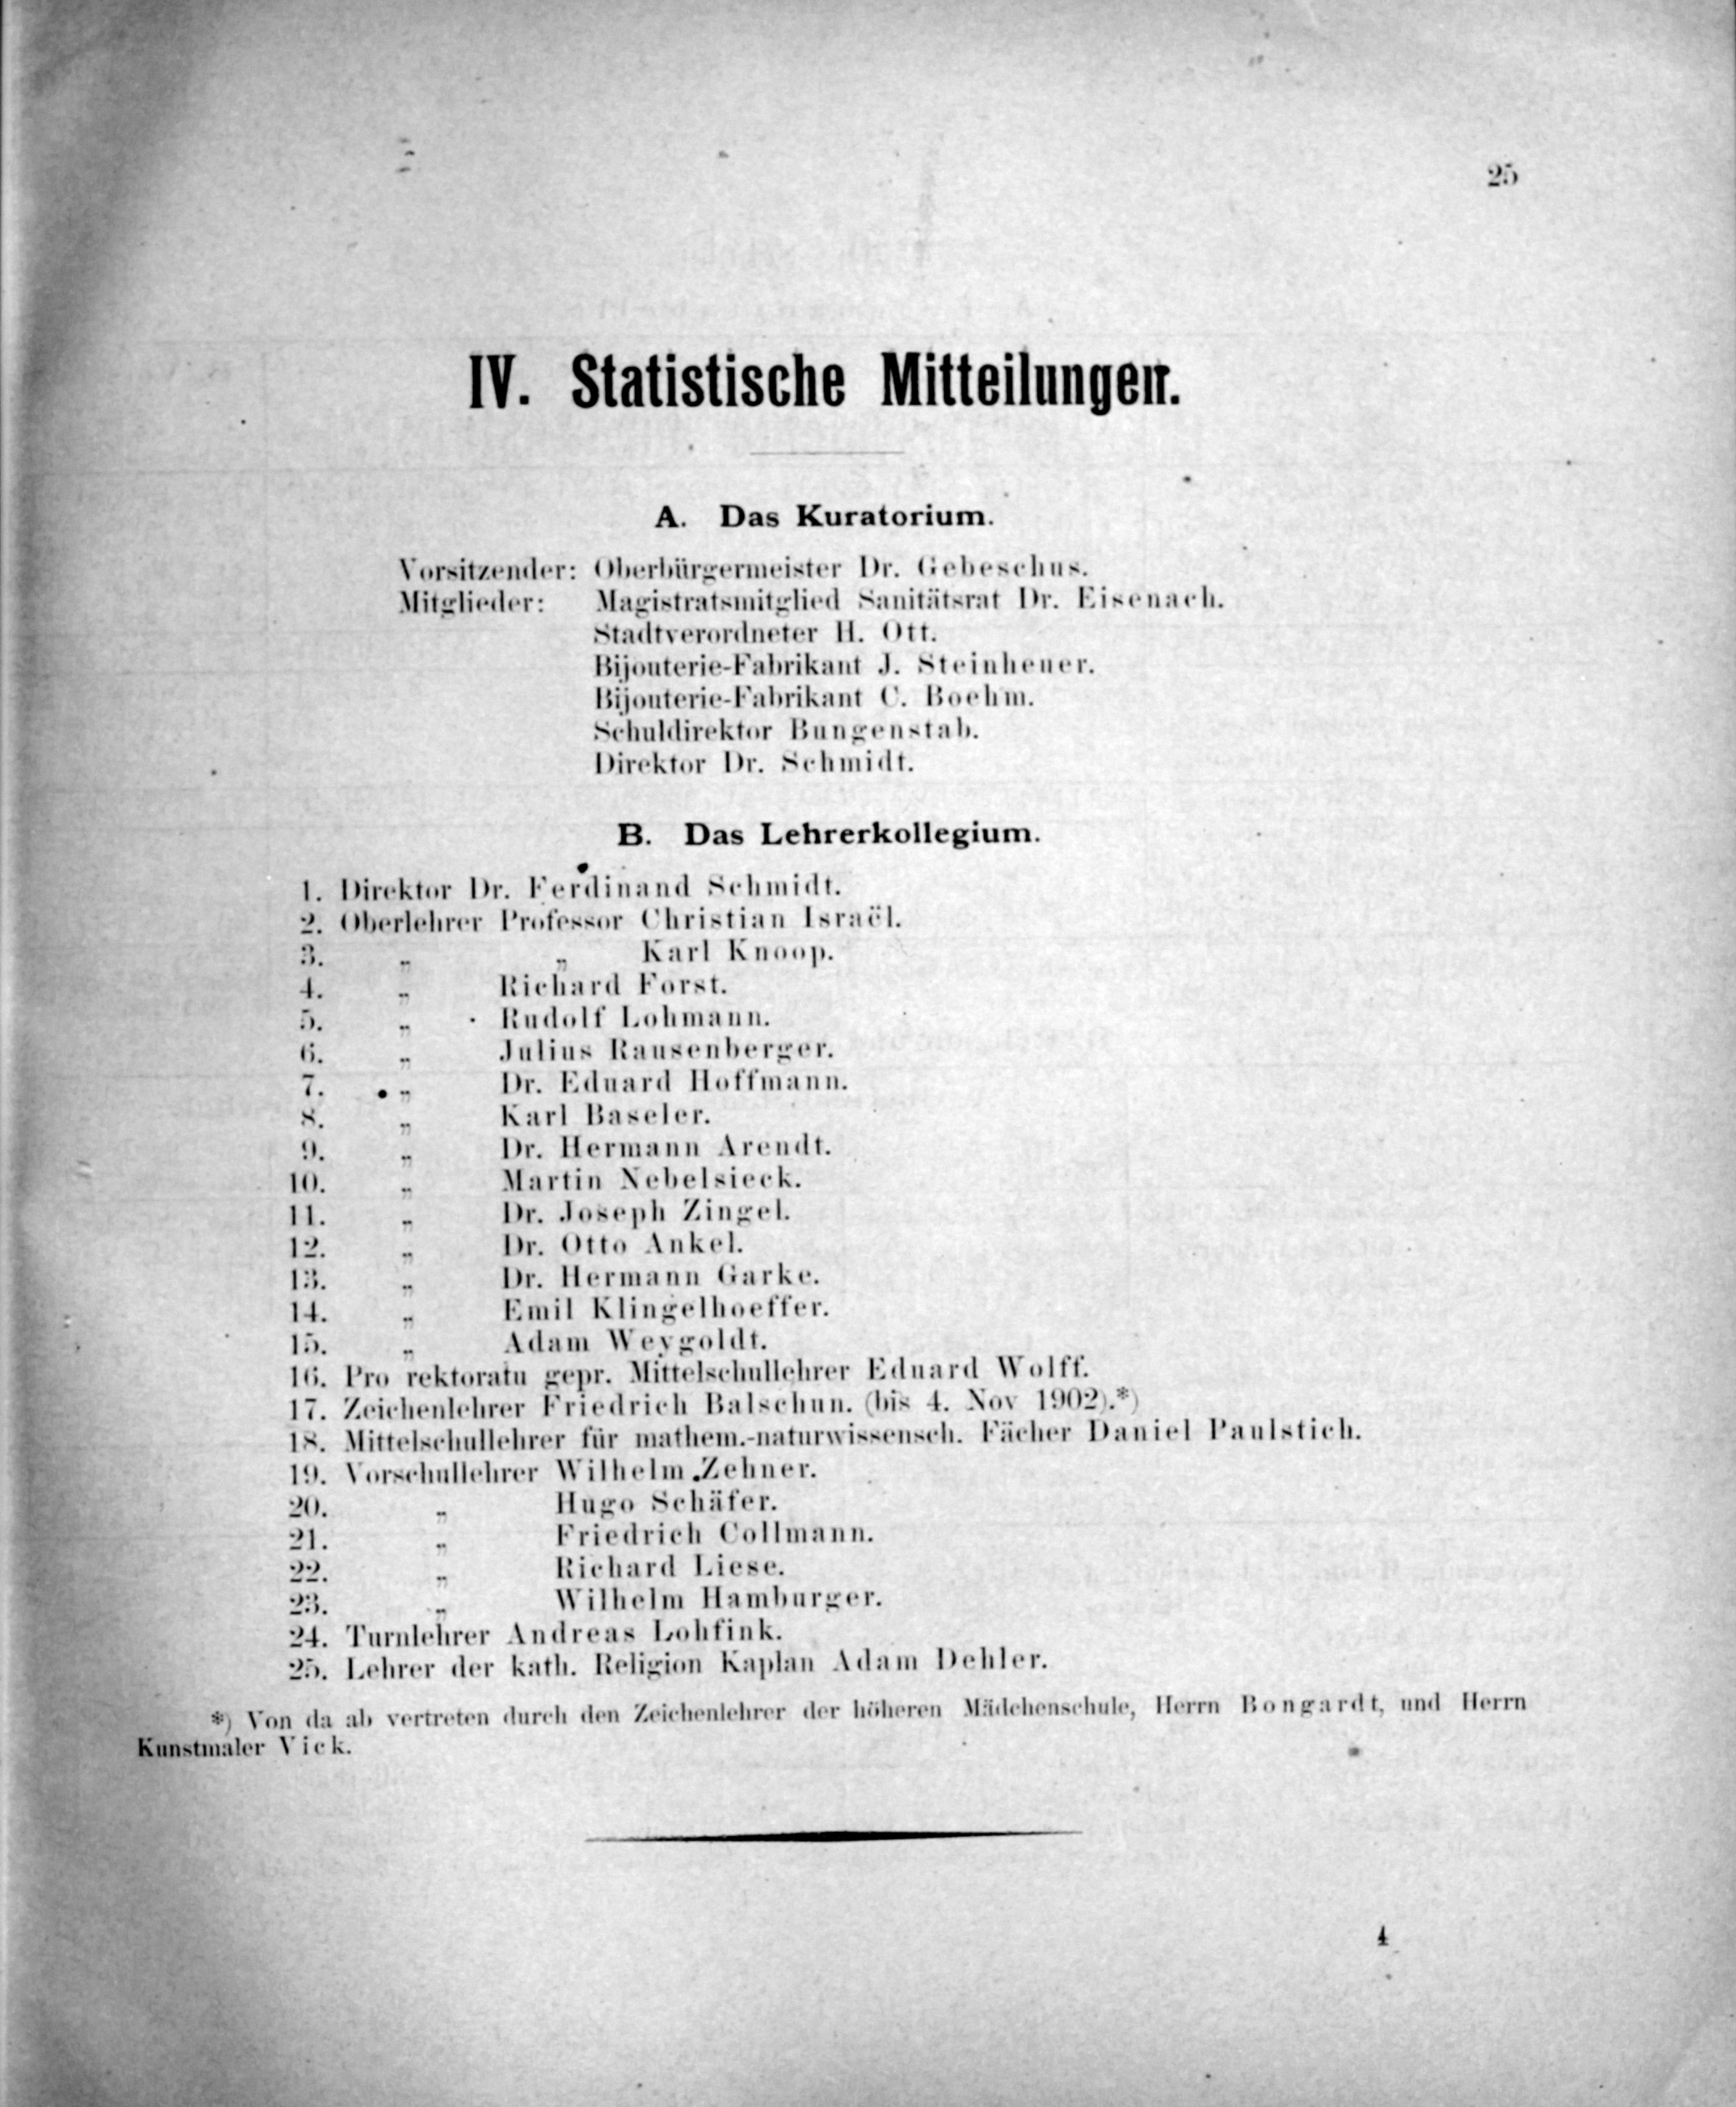 25
IV. Statistische Mitteilungen.
A. Das Kuratorium.
Vorsitzender: Oberbürgermeister Dr. Gebeschus.
Mitglieder: Magistratsmitglied Sanitätsrat Dr. Eisenach.
Stadtverordneter H. Ott.
Bijouterie-Fabrikant J. Steinheuer.
Bijouterie-Fabrikant C. Boehm.
Schuldirektor Bungenstab.
Direktor Dr. Schmidt.
B. Das Lehrerkollegium.
1. Direktor Dr. Ferdinand Schmidt.
2. Oberlehrer Professor Christian Israël.
3. „ „ Karl Knoop.
4. „ Richard Forst.
5. „ Rudolf Lohmann.
6. „ Julius Rausenberger.
7. „ Dr. Eduard Hoffmann.
8. „ Karl Baseler.
9. „ Dr. Hermann Arendt.
10. „ Martin Nebelsieck.
11. „ Dr. Joseph Zingel.
12. „ Dr. Otto Ankel.
13. „ Dr. Hermann Garke.
14. „ Emil Klingelhoeffer.
15. „ Adam Weygoldt.
16. Pro rektoratu gepr. Mittelschullehrer Eduard Wolff.
17. Zeichenlehrer Friedrich Balschun. (bis 4. Nov 1902).*)
18. Mittelschullehrer für mathem.-naturwissensch. Fächer Daniel Paulstich.
19. Vorschullehrer Wilhelm Zehner.
20. „ Hugo Schäfer.
21. „ Friedrich Collmann.
22. „ Richard Liese.
23. „ Wilhelm Hamburger.
24. Turnlehrer Andreas Lohfink.
25. Lehrer der kath. Religion Kaplan Adam Dehler.
*) Von da ab vertreten durch den Zeichenlehrer der höheren Mädchenschule, Herrn Bongardt, und Herrn
Kunstmaler Vick.
4